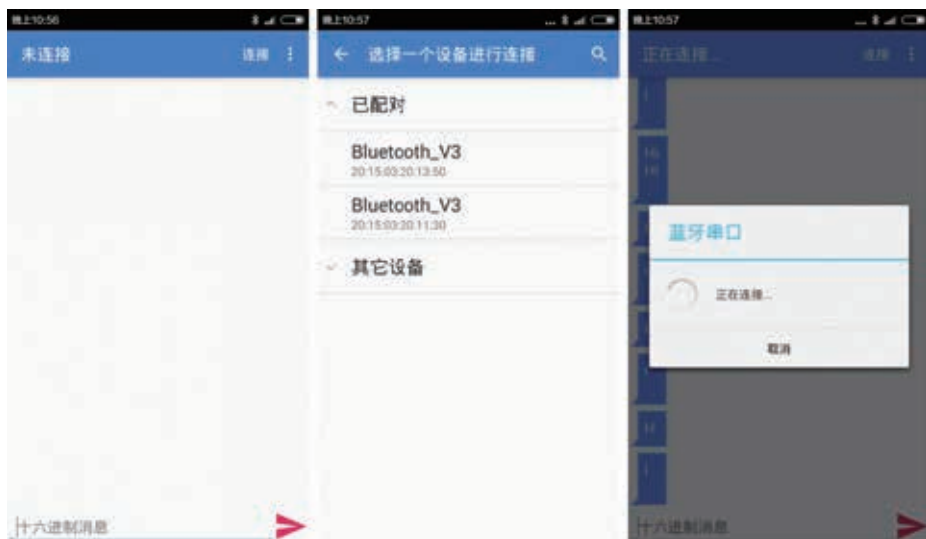 晚上10:56
未连接
连接
十六进制消息
晚上10:57
...
选择一个设备进行连接
已配对
Bluetooth_V3
20:15:03:20:13:50
Bluetooth_V3
20:15:03:20:11:30
其它设备
晚上10:57
...
正在连接...
连接
蓝牙串口
正在连接...
取消
十六进制消息